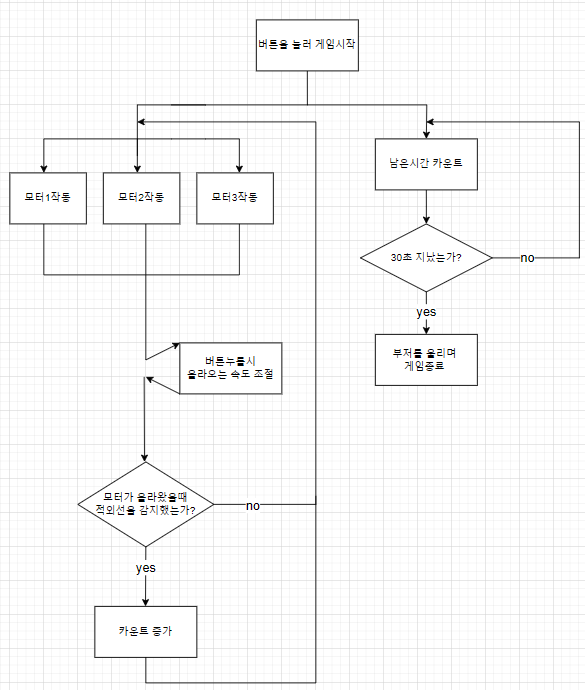 버튼을 눌러 게임시작
모터1작동
모터2작동
모터3작동
남은시간 카운트
30초 지났는가?
no
yes
부저를 울리며
게임종료
버튼누를시
올라오는 속도 조절
모터가 올라왔을때
적외선을 감지했는가?
no
yes
카운트 증가